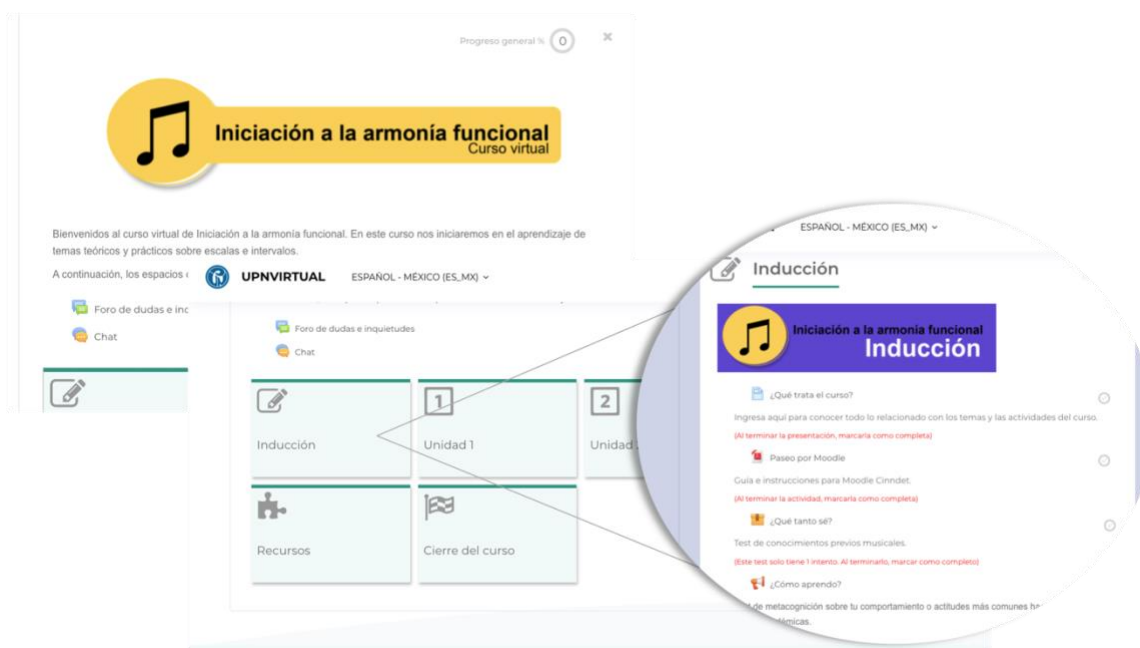 Progreso general % 0
Iniciación a la armonía funcional
Curso virtual
Bienvenidos al curso virtual de Iniciación a la armonía funcional. En este curso nos iniciaremos en el aprendizaje de
temas teóricos y prácticos sobre escalas e intervalos.
A continuación, los espacios
Foro de dudas e inc
Chat
UPNVIRTUAL ESPAÑOL - MÉXICO (ES_MX)
Foro de dudas e inquietudes
Chat
1
2
Inducción
Unidad 1
Unidad
Recursos
Cierre del curso
ESPAÑOL - MÉXICO (ES_MX)
Inducción
Iniciación a la armonía funcional
Inducción
¿Qué trata el curso?
Ingresa aquí para conocer todo lo relacionado con los temas y las actividades del curso.
(Al terminar la presentación, marcarla como completa)
Paseo por Moodle
Guía e instrucciones para Moodle Cinndet.
(Al terminar la actividad, marcarla como completa)
¿Qué tanto sé?
Test de conocimientos previos musicales.
(Este test solo tiene 1 intento. Al terminarlo, marcar como completo)
¿Cómo aprendo?
de metacognición sobre tu comportamiento o actitudes más comunes